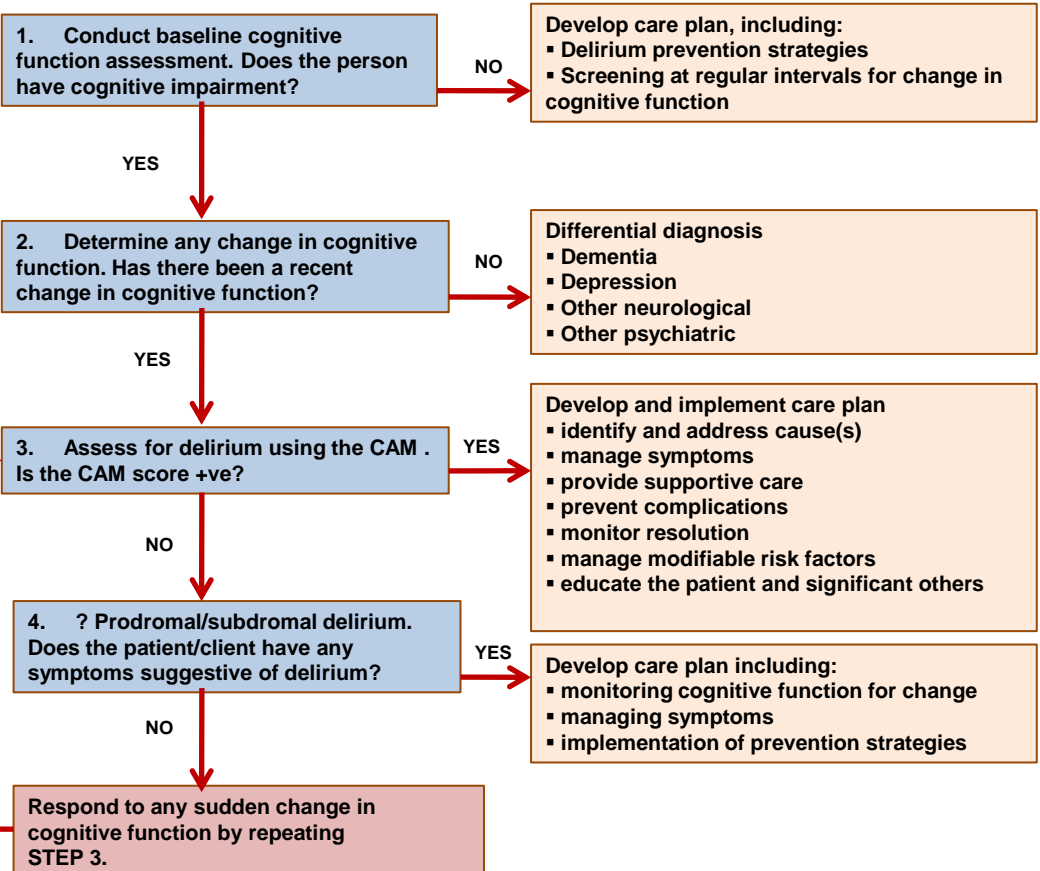 1. Conduct baseline cognitive
function assessment. Does the person
have cognitive impairment?
NO
Develop care plan, including:
▪ Delirium prevention strategies
▪ Screening at regular intervals for change in
cognitive function
YES
2. Determine any change in cognitive
function. Has there been a recent
change in cognitive function?
NO
Differential diagnosis
▪ Dementia
▪ Depression
▪ Other neurological
▪ Other psychiatric
YES
3. Assess for delirium using the CAM .
Is the CAM score +ve?
YES
Develop and implement care plan
▪ identify and address cause(s)
▪ manage symptoms
▪ provide supportive care
▪ prevent complications
▪ monitor resolution
▪ manage modifiable risk factors
▪ educate the patient and significant others
NO
4. ? Prodromal/subdromal delirium.
Does the patient/client have any
symptoms suggestive of delirium?
YES
Develop care plan including:
▪ monitoring cognitive function for change
▪ managing symptoms
▪ implementation of prevention strategies
NO
Respond to any sudden change in
cognitive function by repeating
STEP 3.